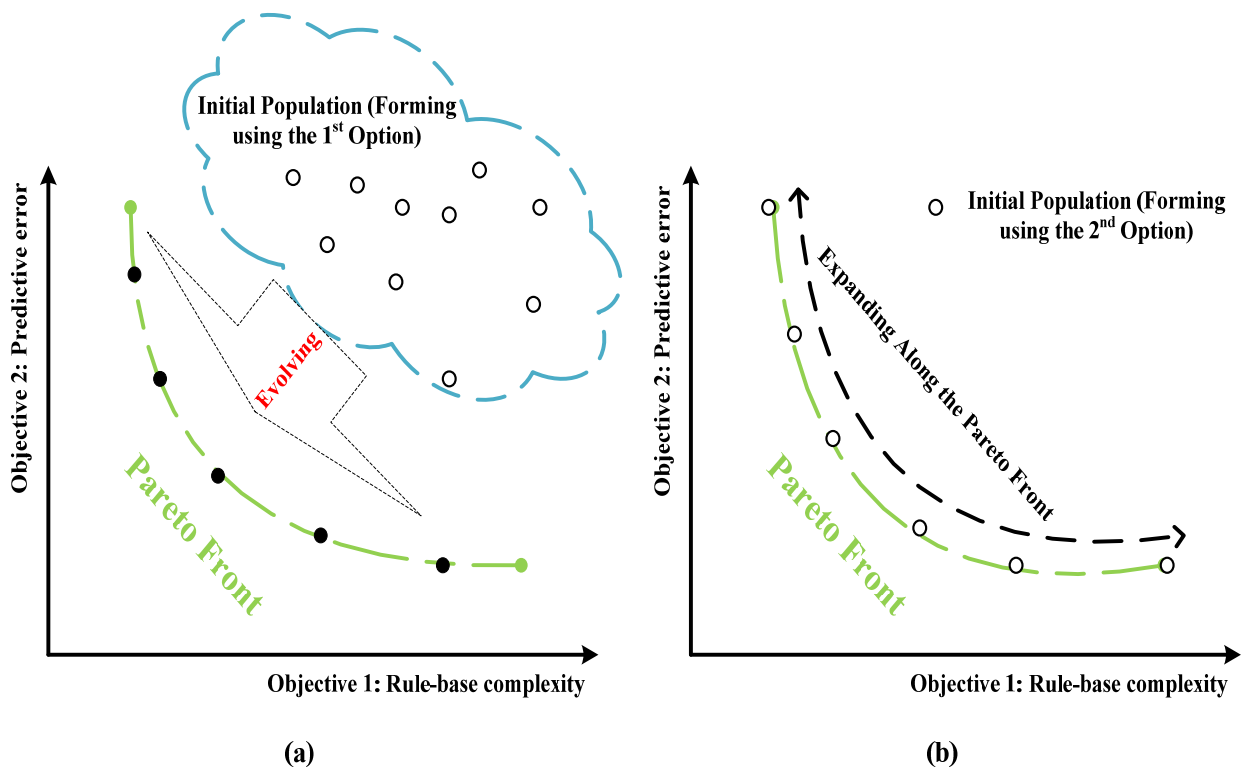 Initial Population (Forming
using the 1st Option)
Objective 2: Predictive error
Evolving
Pareto Front
Objective 1: Rule-base complexity
(a)
Initial Population (Forming
using the 2nd Option)
Objective 2: Predictive error
Expanding Along the Pareto Front
Pareto Front
Objective 1: Rule-base complexity
(b)